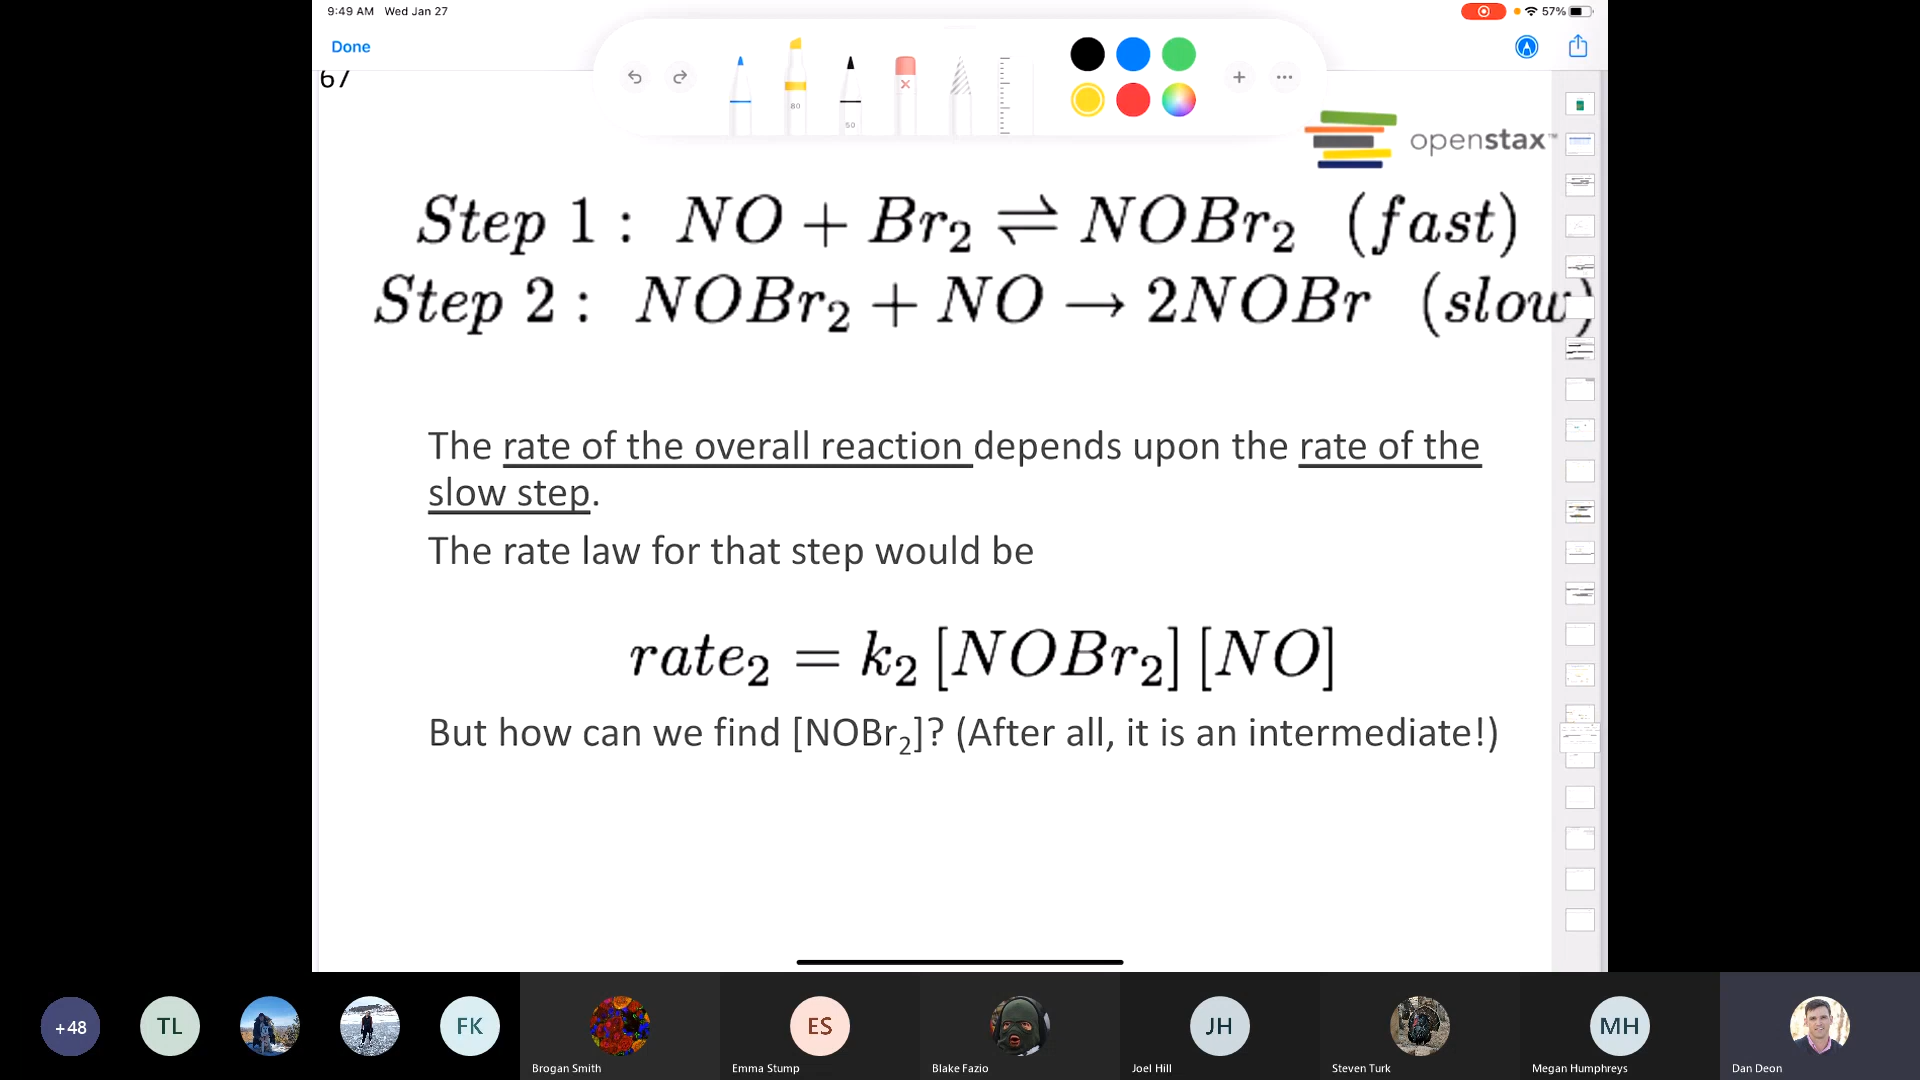 9:49 AM Wed Jan 27
57%
Done
67
80
50
openstax™
Step 1 : NO + Br₂ ⇌ NOBr₂ (fast)
Step 2 : NOBr₂ + NO → 2NOBr (slow)
The rate of the overall reaction depends upon the rate of the
slow step.
The rate law for that step would be
rate₂ = k₂ [NOBr₂] [NO]
But how can we find [NOBr₂]? (After all, it is an intermediate!)
+48
TL
FK
ES
JH
MH
Brogan Smith
Emma Stump
Blake Fazio
Joel Hill
Steven Turk
Megan Humphreys
Dan Deon